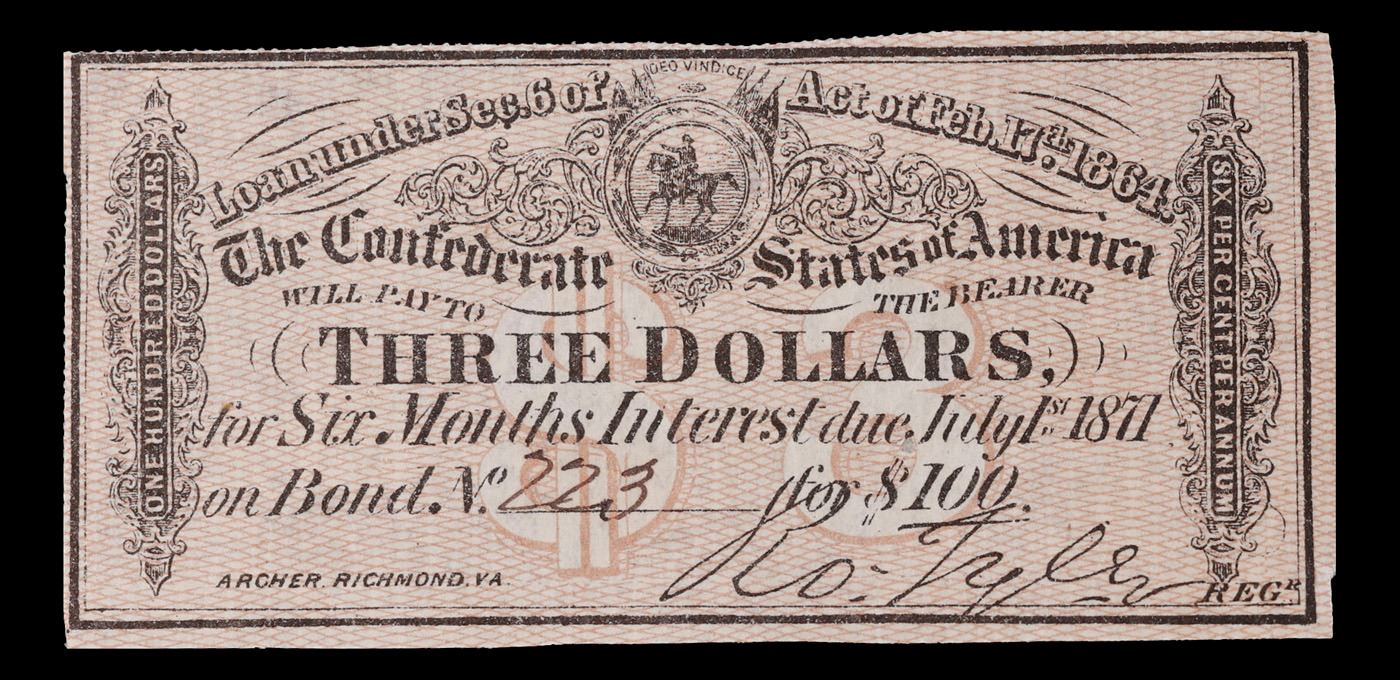 DEO VINDICE
Loan under Sec. 6 of Act of Feb. 17th 1864.
The Confederate States of America
WILL PAY TO THE BEARER
THREE DOLLARS,
for Six Months Interest due July 1st 1871
on Bond. No. 223 for $100.
Ro: Tyler REGR
ARCHER. RICHMOND, VA.
ONE HUNDRED DOLLARS
SIX PER CENT PER ANNUM
$3